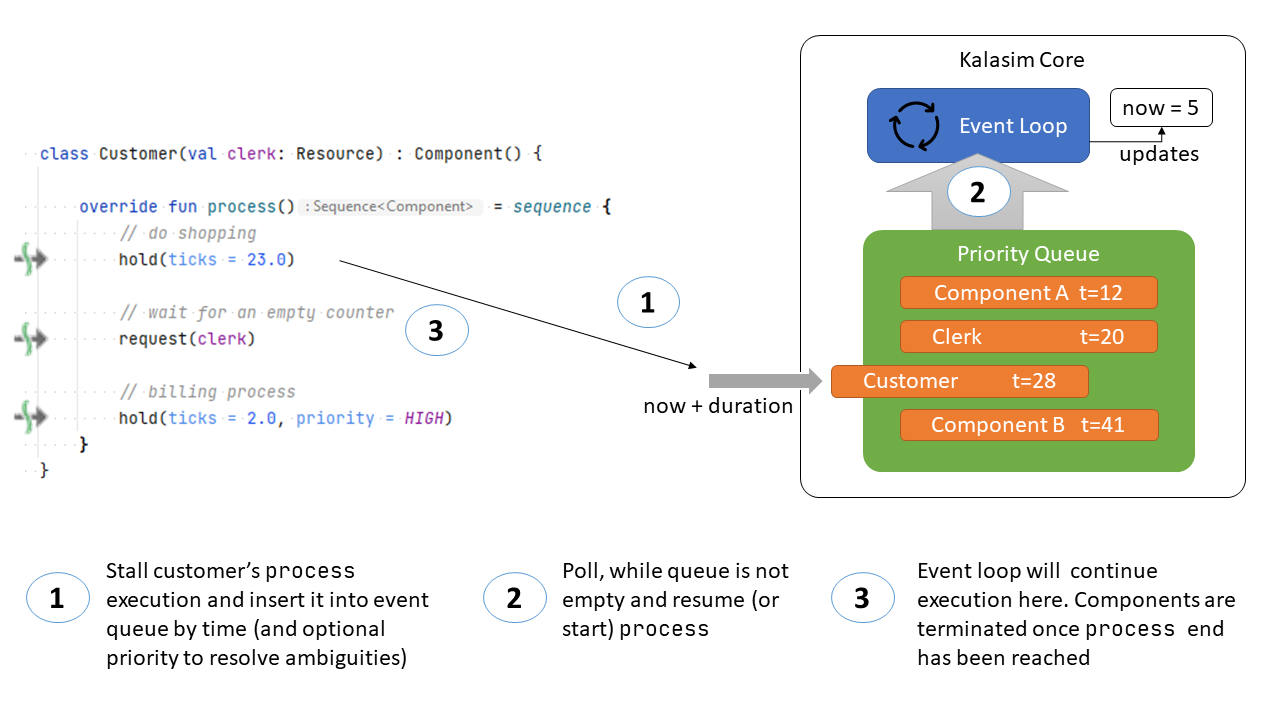 class Customer(val clerk: Resource) : Component() {
override fun process() : Sequence<Component> = sequence {
// do shopping
hold(ticks = 23.0)
// wait for an empty counter
request(clerk)
// billing process
hold(ticks = 2.0, priority = HIGH)
}
}
3
1
now + duration
Kalasim Core
Event Loop
now = 5
updates
2
Priority Queue
Component A t=12
Clerk t=20
Customer t=28
Component B t=41
1
Stall customer’s process
execution and insert it into event
queue by time (and optional
priority to resolve ambiguities)
2
Poll, while queue is not
empty and resume (or
start) process
3
Event loop will continue
execution here. Components are
terminated once process end
has been reached